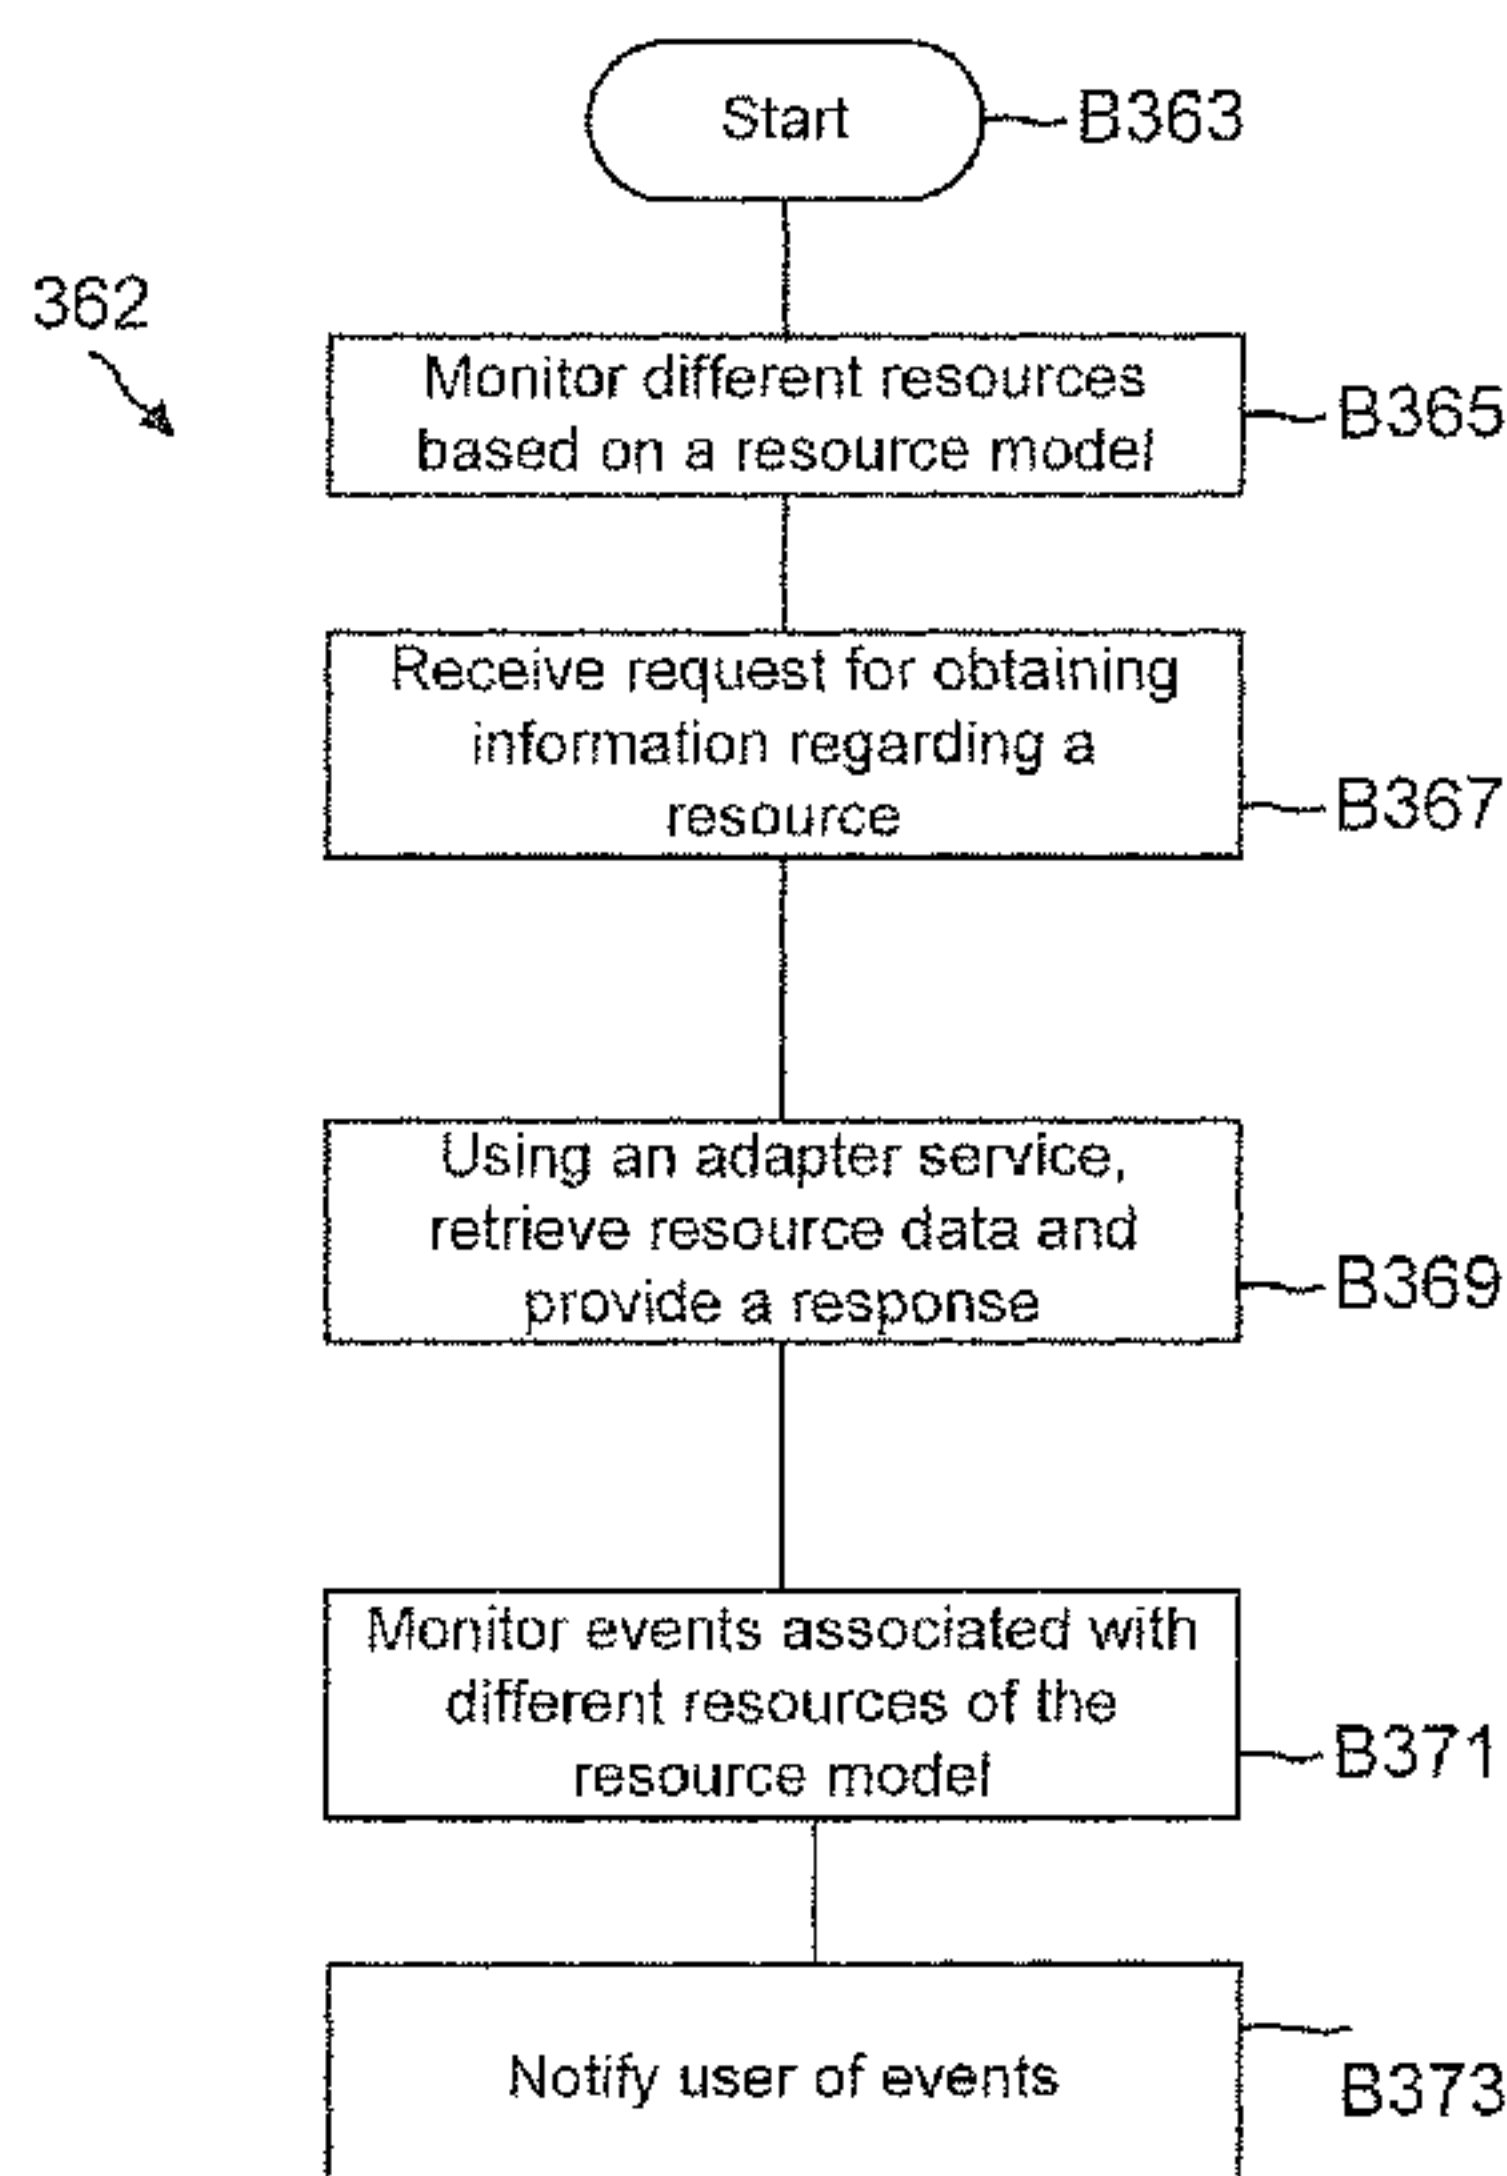 Start
B363
362
Monitor different resources
based on a resource model
B365
Receive request for obtaining
information regarding a
resource
B367
Using an adapter service,
retrieve resource data and
provide a response
B369
Monitor events associated with
different resources of the
resource model
B371
Notify user of events
B373